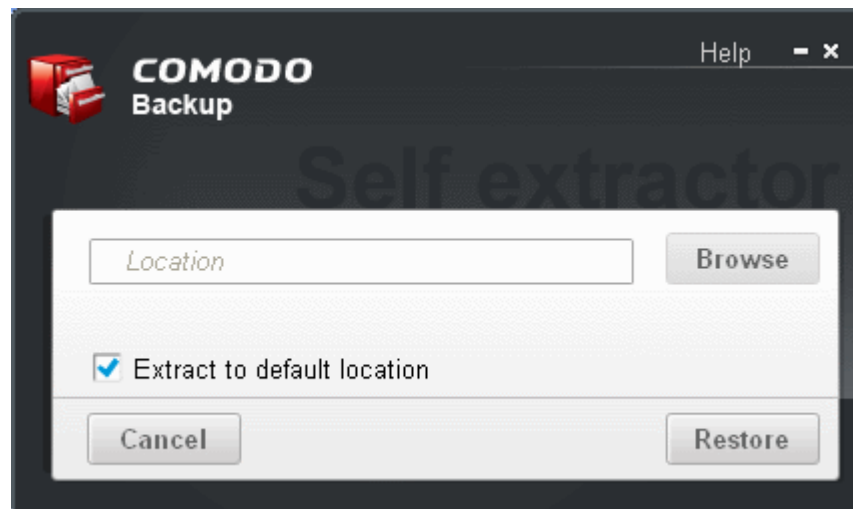 COMODO
Backup
Help
Self extractor
Location
Browse
Extract to default location
Cancel
Restore